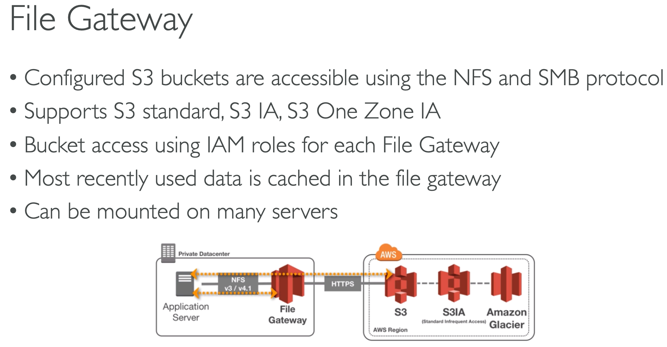 File Gateway
• Configured S3 buckets are accessible using the NFS and SMB protocol
• Supports S3 standard, S3 IA, S3 One Zone IA
• Bucket access using IAM roles for each File Gateway
• Most recently used data is cached in the file gateway
• Can be mounted on many servers
Private Datacenter
AWS
NFS
v3 / v4.1
HTTPS
Application
Server
File
Gateway
S3
S3IA
(Standard Infrequent Access)
Amazon
Glacier
AWS Region